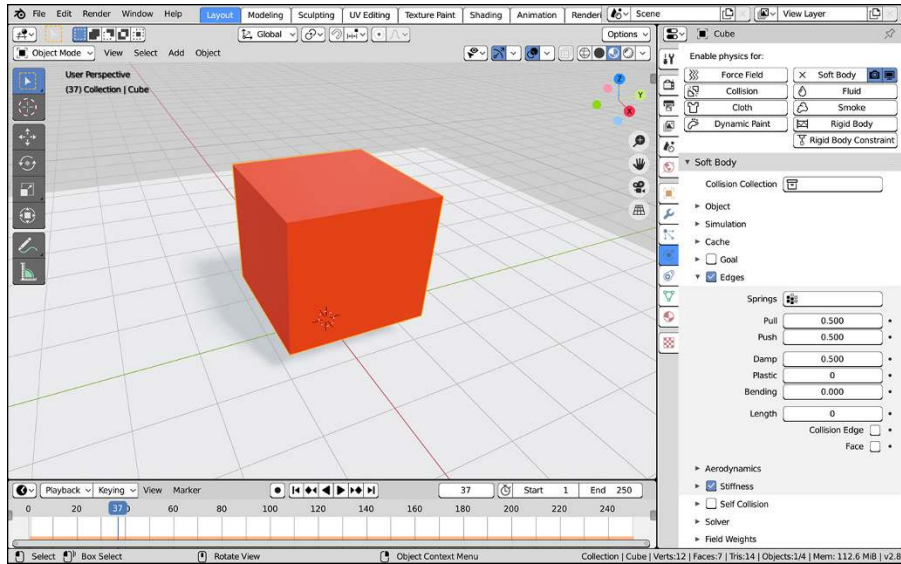 File Edit Render Window Help Layout Modeling Sculpting UV Editing Texture Paint Shading Animation Renderi Scene View Layer
Global Options Cube
Object Mode View Select Add Object
User Perspective
(37) Collection | Cube
Z
Y
X
Enable physics for:
Force Field Soft Body
Collision Fluid
Cloth Smoke
Dynamic Paint Rigid Body
Rigid Body Constraint
Soft Body
Collision Collection
Object
Simulation
Cache
Goal
Edges
Springs
Pull 0.500
Push 0.500
Damp 0.500
Plastic 0
Bending 0.000
Length 0
Collision Edge
Face
Aerodynamics
Stiffness
Self Collision
Solver
Field Weights
Playback Keying View Marker 37 Start 1 End 250
0 20 37 60 80 100 120 140 160 180 200 220 240
Select Box Select Rotate View Object Context Menu Collection | Cube | Verts:12 | Faces:7 | Tris:14 | Objects:1/4 | Mem: 112.6 MiB | v2.8